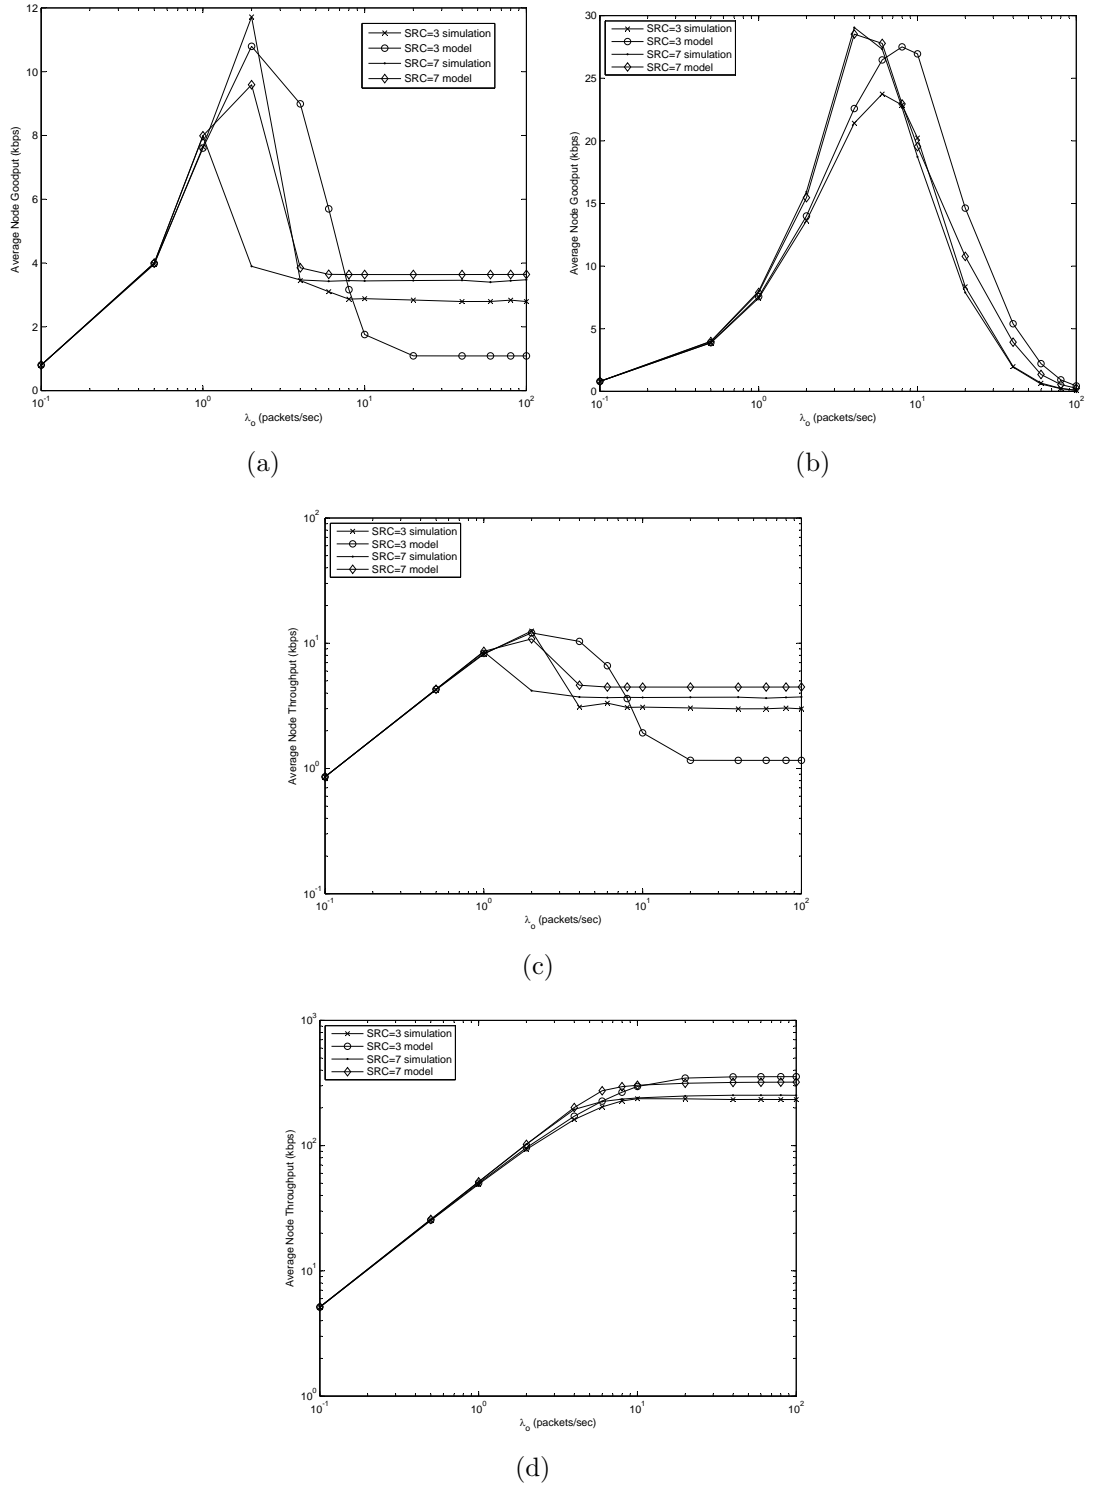 12
10
8
6
4
2
0
Average Node Goodput (kbps)
SRC=3 simulation
SRC=3 model
SRC=7 simulation
SRC=7 model
10^-1
10^0
10^1
10^2
λ_o (packets/sec)
(a)
30
25
20
15
10
5
0
Average Node Goodput (kbps)
SRC=3 simulation
SRC=3 model
SRC=7 simulation
SRC=7 model
10^-1
10^0
10^1
10^2
λ_o (packets/sec)
(b)
10^2
10^1
10^0
10^-1
Average Node Throughput (kbps)
SRC=3 simulation
SRC=3 model
SRC=7 simulation
SRC=7 model
10^-1
10^0
10^1
10^2
λ_o (packets/sec)
(c)
10^3
10^2
10^1
10^0
Average Node Throughput (kbps)
SRC=3 simulation
SRC=3 model
SRC=7 simulation
SRC=7 model
10^-1
10^0
10^1
10^2
λ_o (packets/sec)
(d)